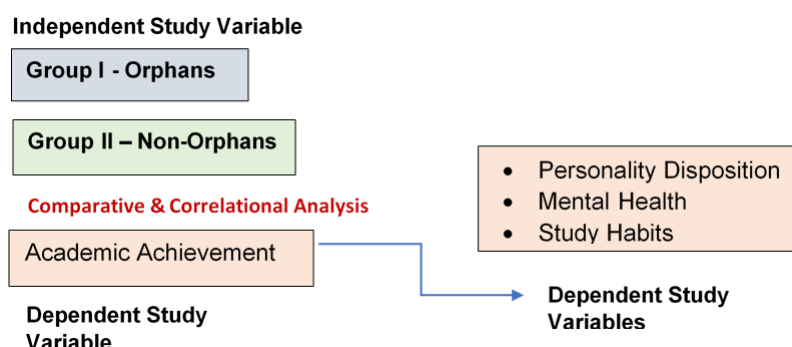 Independent Study Variable
Group I - Orphans
Group II – Non-Orphans
Comparative & Correlational Analysis
Academic Achievement
Dependent Study
Variable
• Personality Disposition
• Mental Health
• Study Habits
Dependent Study
Variables